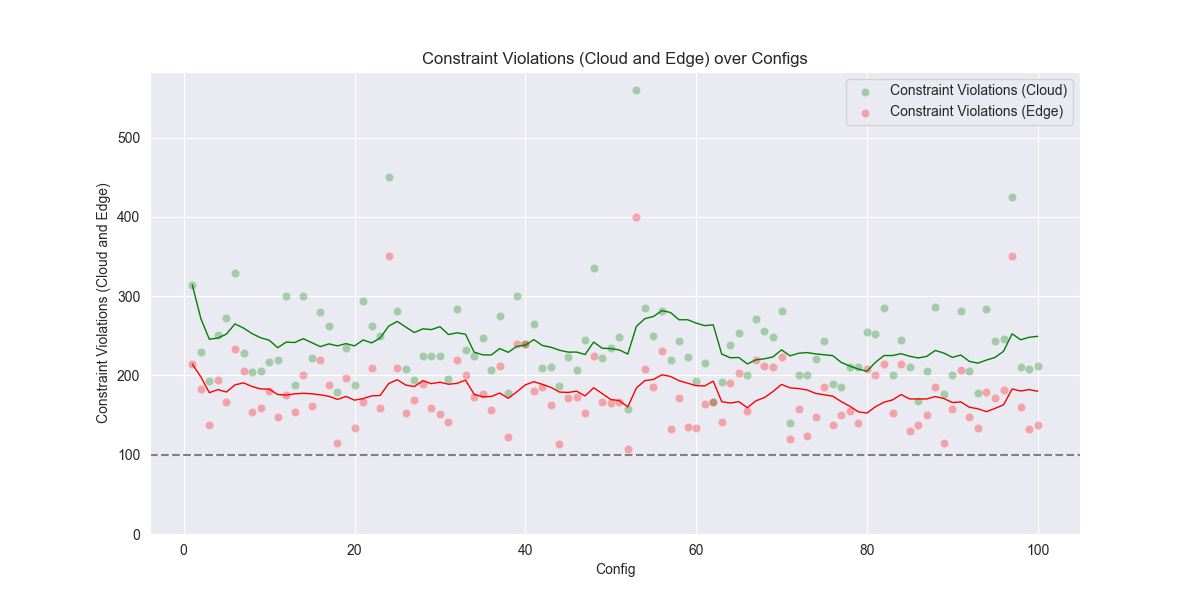 Constraint Violations (Cloud and Edge) over Configs
Constraint Violations (Cloud)
Constraint Violations (Edge)
Constraint Violations (Cloud and Edge)
500
400
300
200
100
0
0 20 40 60 80 100
Config